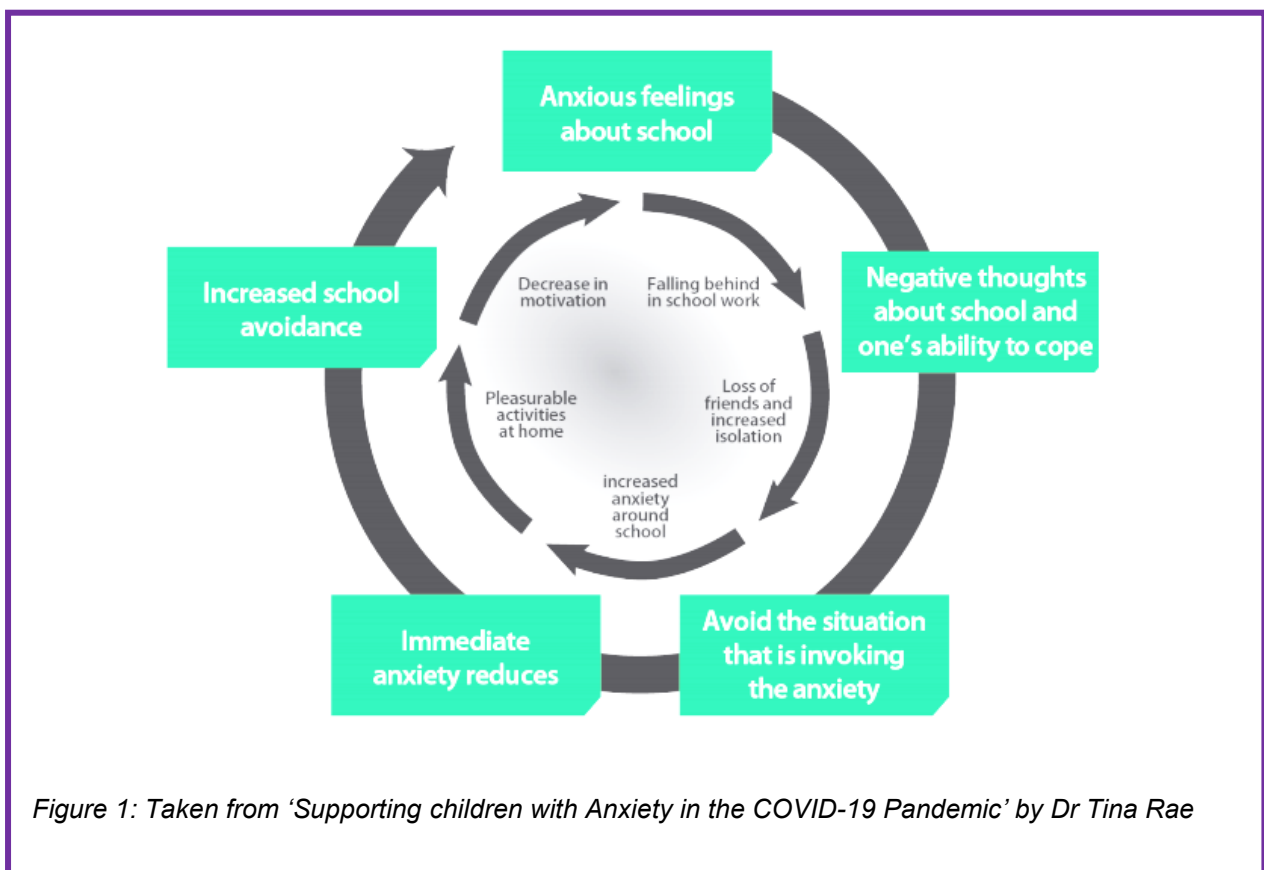 Anxious feelings
about school
Negative thoughts
about school and
one's ability to cope
Avoid the situation
that is invoking
the anxiety
Immediate
anxiety reduces
Increased school
avoidance
Falling behind
in school work
Loss of
friends and
increased
isolation
increased
anxiety
around
school
Pleasurable
activities
at home
Decrease in
motivation
Figure 1: Taken from ‘Supporting children with Anxiety in the COVID-19 Pandemic’ by Dr Tina Rae